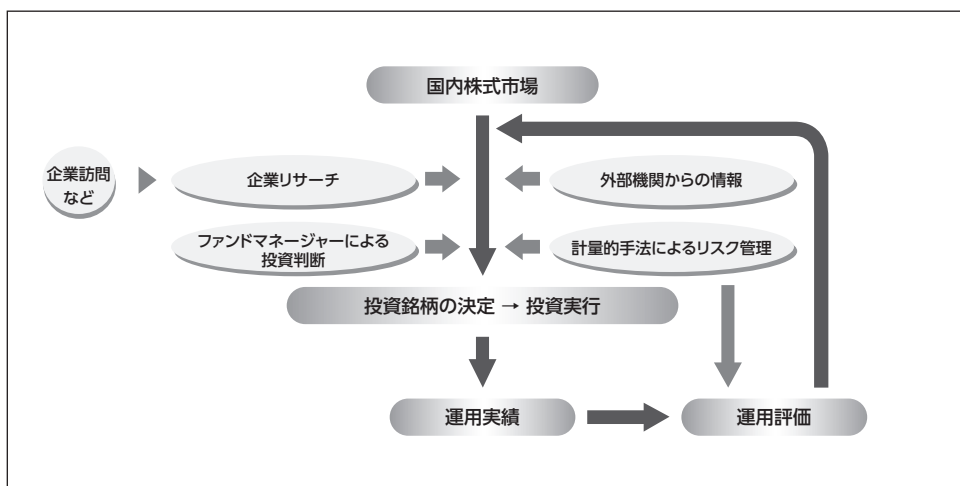 国内株式市場
企業訪問
など
企業リサーチ
外部機関からの情報
ファンドマネージャーによる
投資判断
計量的手法によるリスク管理
投資銘柄の決定 → 投資実行
運用実績
運用評価